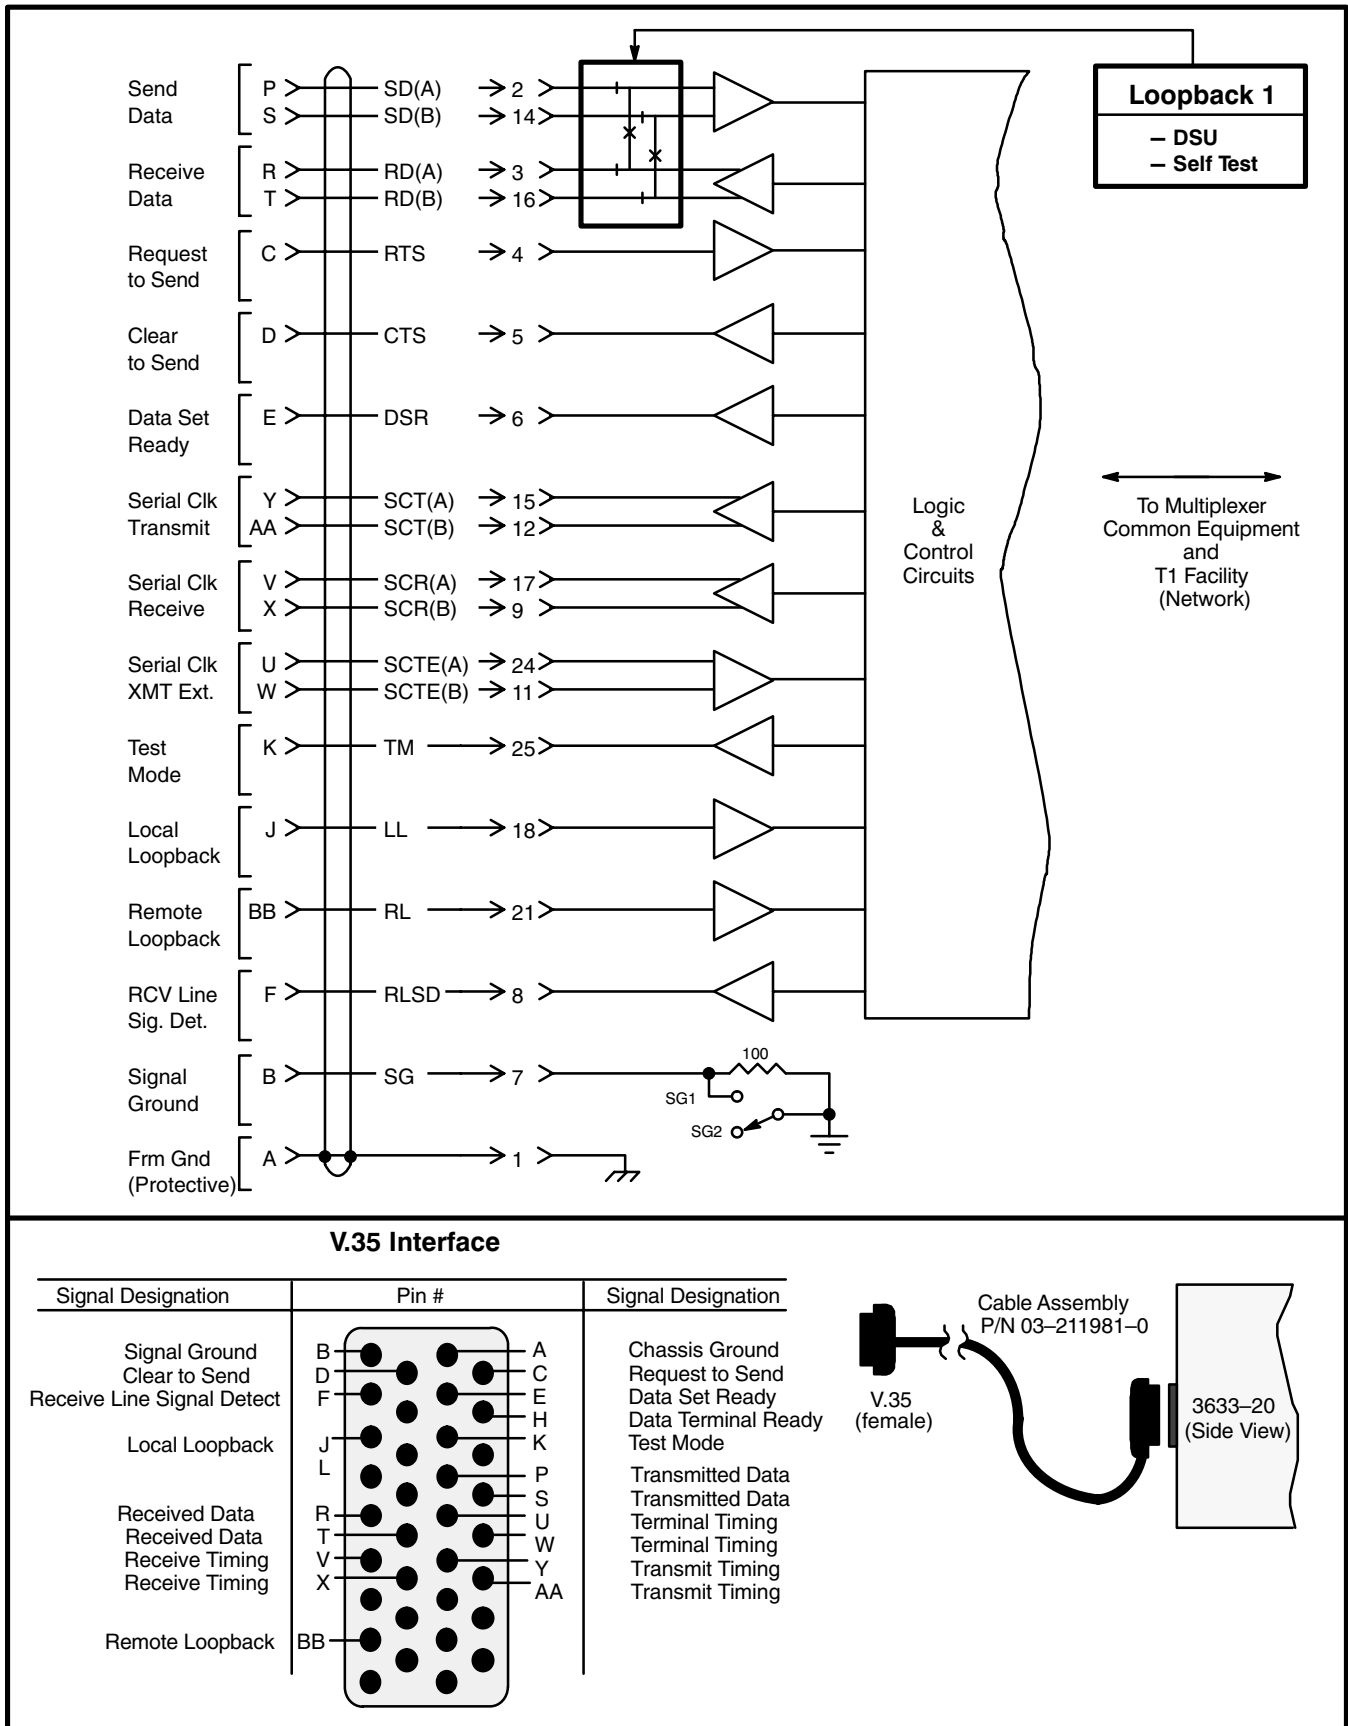 Loopback 1
– DSU
– Self Test
Send
Data
P SD(A) 2
S SD(B) 14
Receive
Data
R RD(A) 3
T RD(B) 16
Request
to Send
C RTS 4
Clear
to Send
D CTS 5
Data Set
Ready
E DSR 6
Serial Clk
Transmit
Y SCT(A) 15
AA SCT(B) 12
Serial Clk
Receive
V SCR(A) 17
X SCR(B) 9
Serial Clk
XMT Ext.
U SCTE(A) 24
W SCTE(B) 11
Test
Mode
K TM 25
Local
Loopback
J LL 18
Remote
Loopback
BB RL 21
RCV Line
Sig. Det.
F RLSD 8
Signal
Ground
B SG 7
100
SG1
SG2
Frm Gnd
(Protective)
A 1
Logic
&
Control
Circuits
To Multiplexer
Common Equipment
and
T1 Facility
(Network)
V.35 Interface
Signal Designation Pin # Signal Designation
Signal Ground B A Chassis Ground
Clear to Send D C Request to Send
Receive Line Signal Detect F E Data Set Ready
H Data Terminal Ready
Local Loopback J K Test Mode
L
P Transmitted Data
S Transmitted Data
Received Data R U Terminal Timing
Received Data T W Terminal Timing
Receive Timing V Y Transmit Timing
Receive Timing X AA Transmit Timing
Remote Loopback BB
Cable Assembly
P/N 03–211981–0
V.35
(female)
3633–20
(Side View)